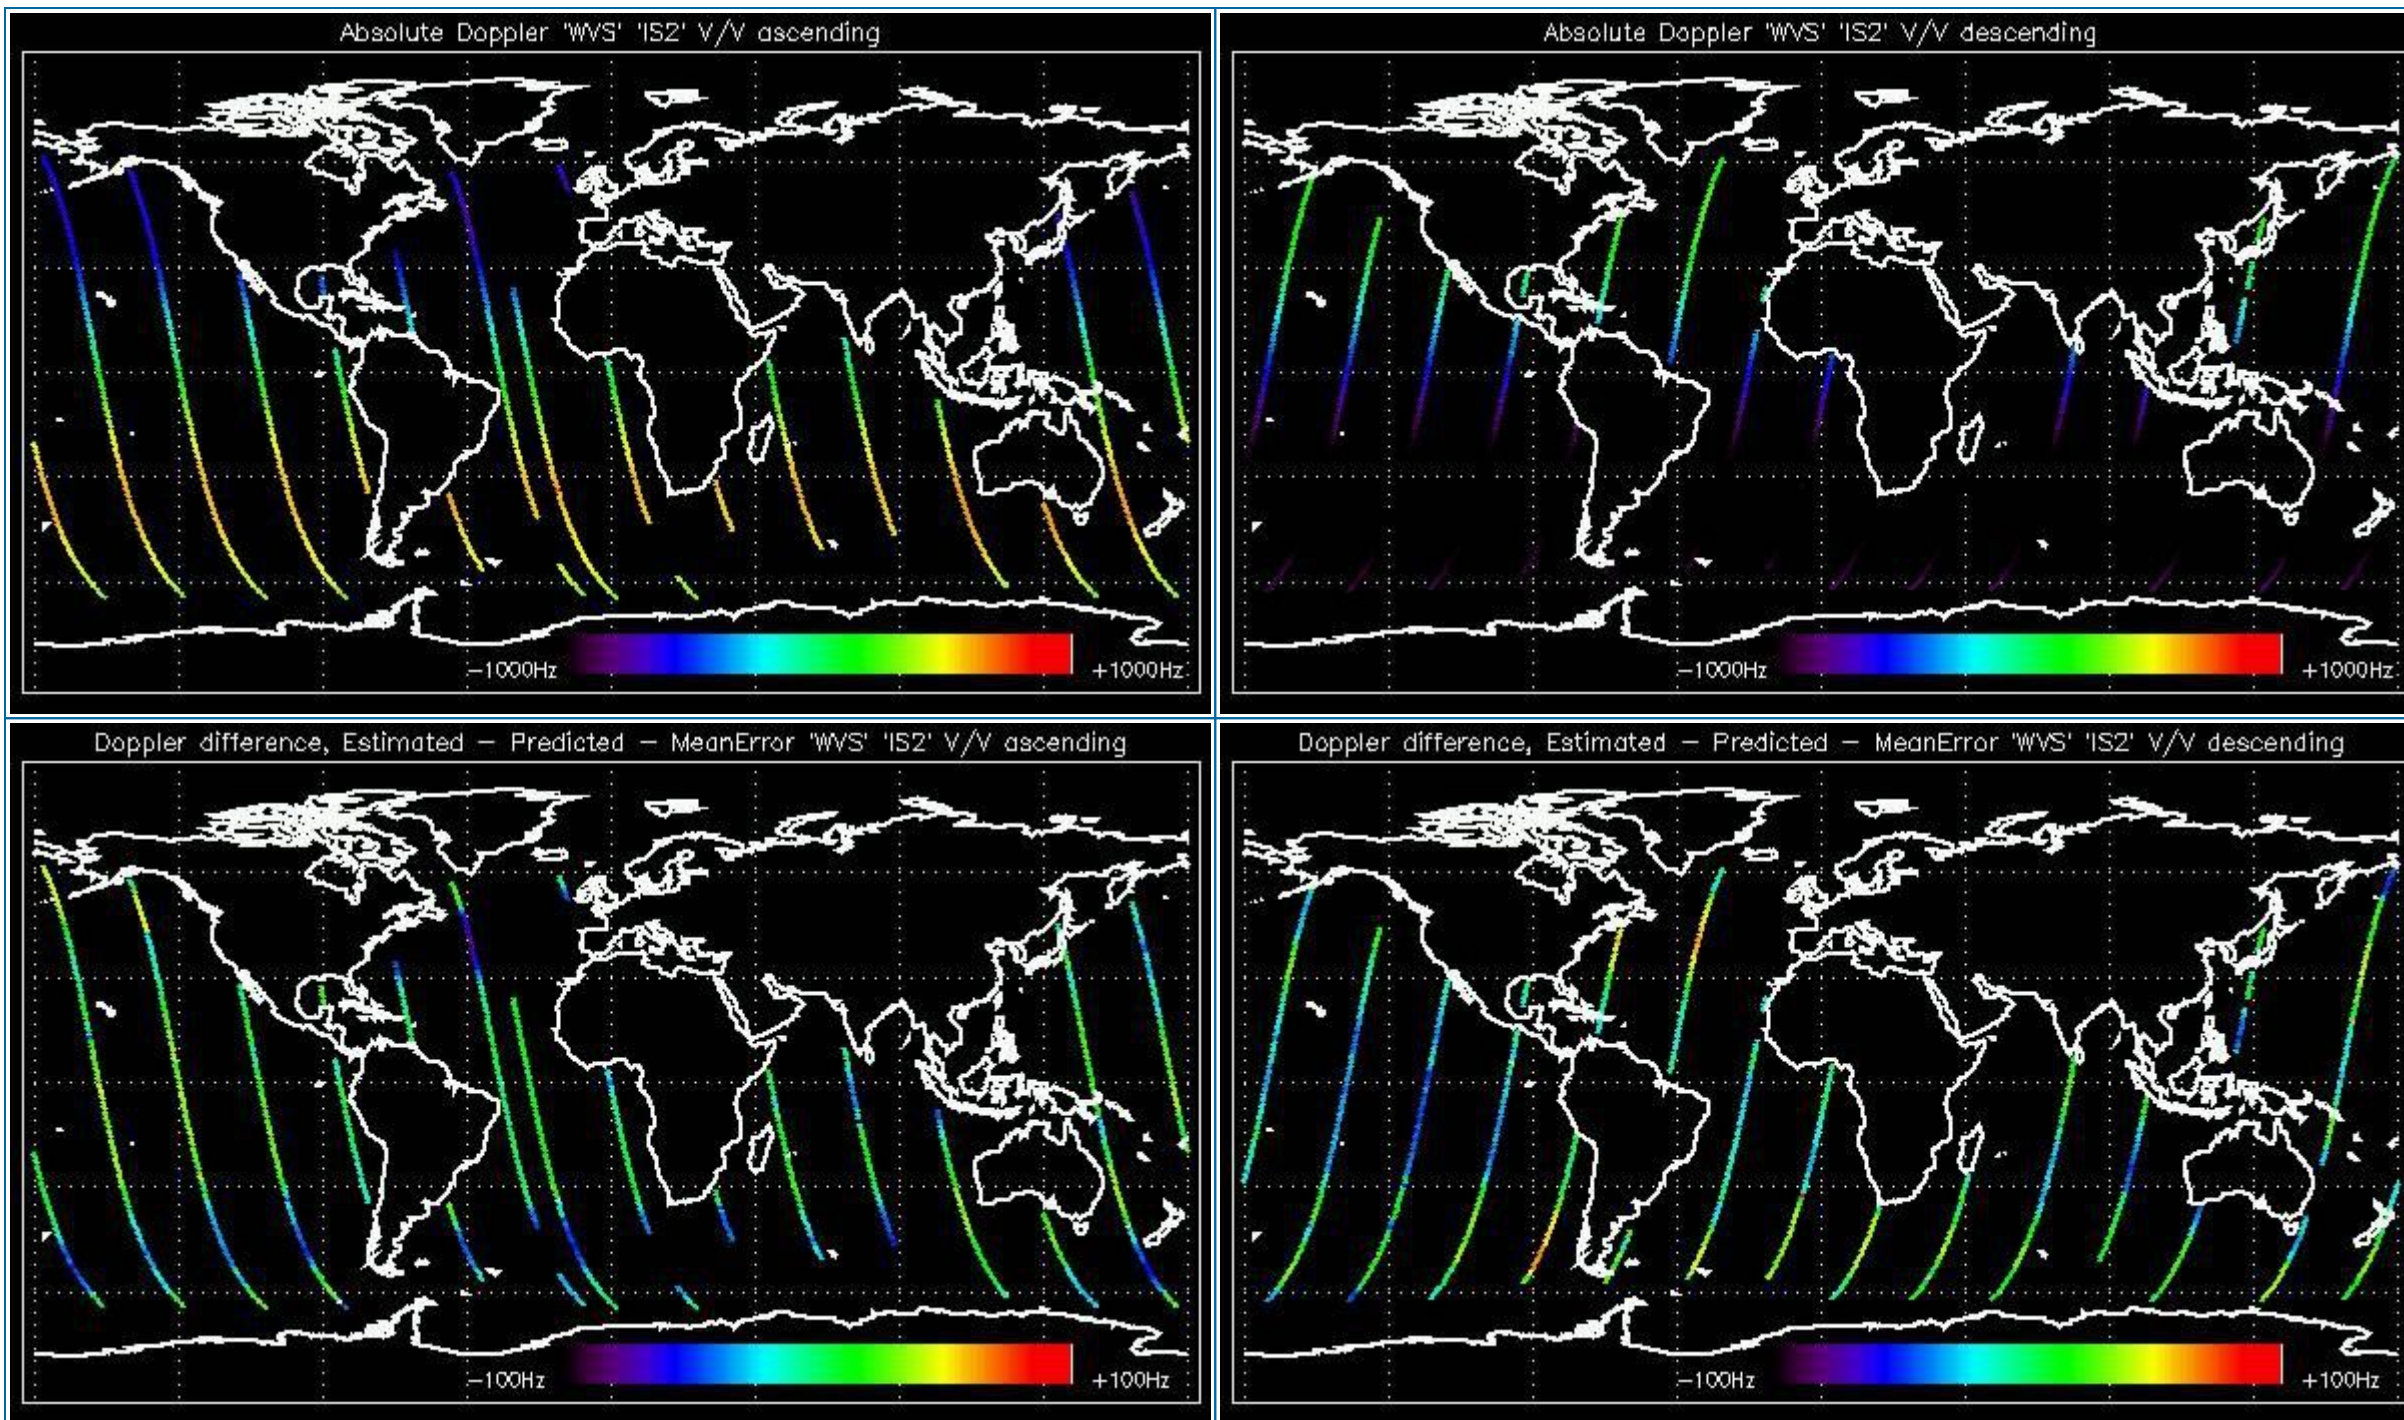 Absolute Doppler 'WVS' 'IS2' V/V ascending
-1000Hz
+1000Hz
Absolute Doppler 'WVS' 'IS2' V/V descending
-1000Hz
+1000Hz
Doppler difference, Estimated - Predicted - MeanError 'WVS' 'IS2' V/V ascending
-100Hz
+100Hz
Doppler difference, Estimated - Predicted - MeanError 'WVS' 'IS2' V/V descending
-100Hz
+100Hz